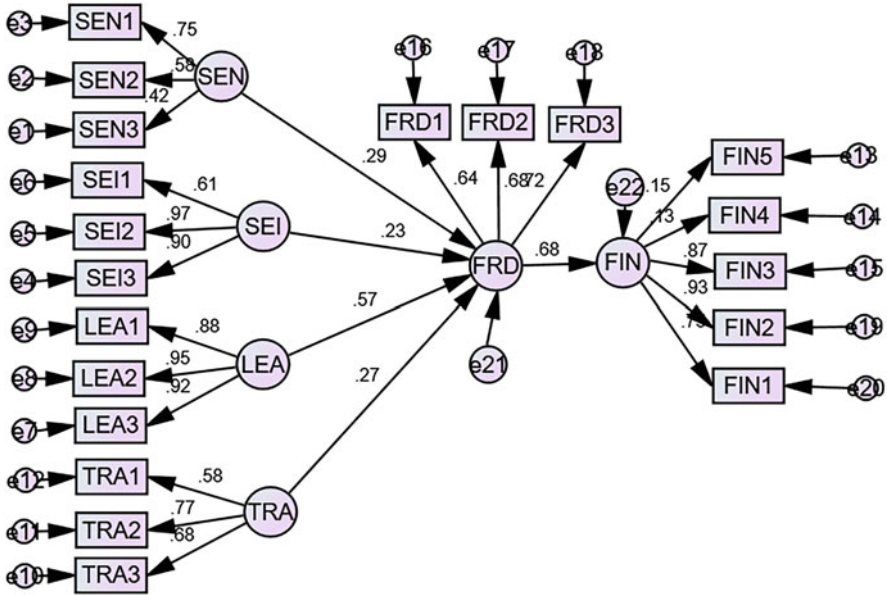 e3 SEN1 .75
e2 SEN2 .58 SEN
e1 SEN3 .42
e6 SEI1 .61
e5 SEI2 .97 SEI
e4 SEI3 .90
e9 LEA1 .88
e8 LEA2 .95 LEA
e7 LEA3 .92
e12 TRA1 .58
e11 TRA2 .77 TRA
e10 TRA3 .68
.29
.23
.57
.27
e16 e17 e18
FRD1 FRD2 FRD3
.64 .68 .72
FRD .68 FIN
e21
e22
.15 FIN5 e13
.13 FIN4 e14
.87 FIN3 e15
.93 FIN2 e19
FIN1 e20